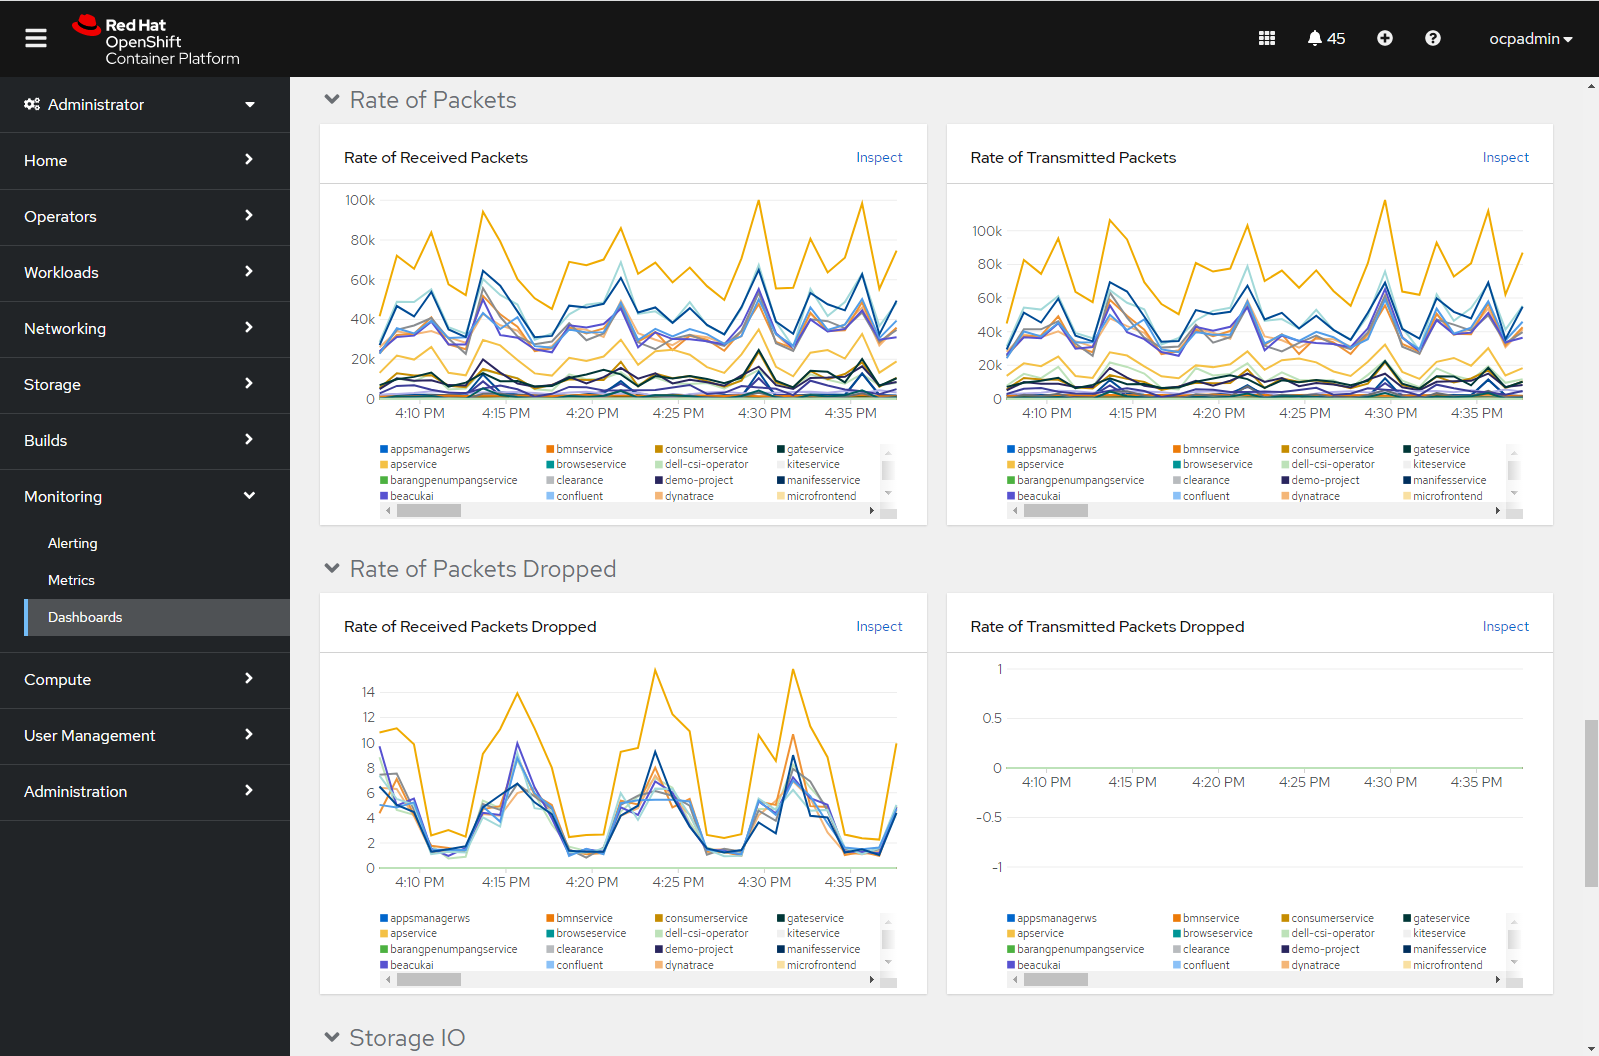 Red Hat
OpenShift
Container Platform
45
ocpadmin
Administrator
Home
Operators
Workloads
Networking
Storage
Builds
Monitoring
Alerting
Metrics
Dashboards
Compute
User Management
Administration
Rate of Packets
Rate of Received Packets
Inspect
100k
80k
60k
40k
20k
0
4:10 PM 4:15 PM 4:20 PM 4:25 PM 4:30 PM 4:35 PM
appsmanagerws bmnservice consumerservice gateservice
apservice browseservice dell-csi-operator kiteservice
barangpenumpangservice clearance demo-project manifesservice
beacukai confluent dynatrace microfrontend
Rate of Transmitted Packets
Inspect
100k
80k
60k
40k
20k
0
4:10 PM 4:15 PM 4:20 PM 4:25 PM 4:30 PM 4:35 PM
appsmanagerws bmnservice consumerservice gateservice
apservice browseservice dell-csi-operator kiteservice
barangpenumpangservice clearance demo-project manifesservice
beacukai confluent dynatrace microfrontend
Rate of Packets Dropped
Rate of Received Packets Dropped
Inspect
14
12
10
8
6
4
2
0
4:10 PM 4:15 PM 4:20 PM 4:25 PM 4:30 PM 4:35 PM
appsmanagerws bmnservice consumerservice gateservice
apservice browseservice dell-csi-operator kiteservice
barangpenumpangservice clearance demo-project manifesservice
beacukai confluent dynatrace microfrontend
Rate of Transmitted Packets Dropped
Inspect
1
0.5
0
-0.5
-1
4:10 PM 4:15 PM 4:20 PM 4:25 PM 4:30 PM 4:35 PM
appsmanagerws bmnservice consumerservice gateservice
apservice browseservice dell-csi-operator kiteservice
barangpenumpangservice clearance demo-project manifesservice
beacukai confluent dynatrace microfrontend
Storage IO